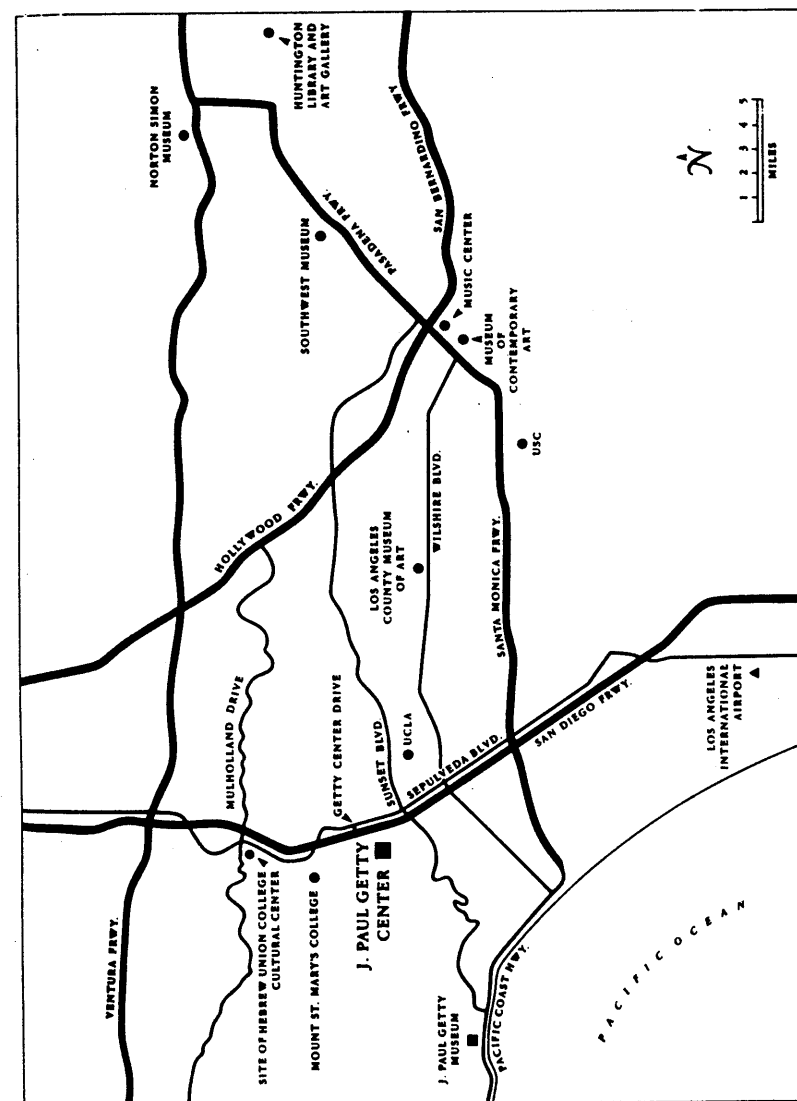 HUNTINGTON
LIBRARY AND
ART GALLERY
NORTON SIMON
MUSEUM
SAN BERNARDINO FRWY
PASADENA FRWY.
SOUTHWEST MUSEUM
MUSIC CENTER
MUSEUM
OF
CONTEMPORARY
ART
N
1 2 3 4 5
MILES
USC
HOLLYWOOD FRWY.
WILSHIRE BLVD.
LOS ANGELES
COUNTY MUSEUM
OF ART
SANTA MONICA FRWY.
MULHOLLAND DRIVE
GETTY CENTER DRIVE
SUNSET BLVD.
UCLA
SEPULVEDA BLVD.
SAN DIEGO FRWY.
LOS ANGELES
INTERNATIONAL
AIRPORT
VENTURA FRWY.
SITE OF HEBREW UNION COLLEGE
CULTURAL CENTER
MOUNT ST. MARY'S COLLEGE
J. PAUL GETTY
CENTER
J. PAUL GETTY
MUSEUM
PACIFIC COAST HWY.
PACIFIC OCEAN